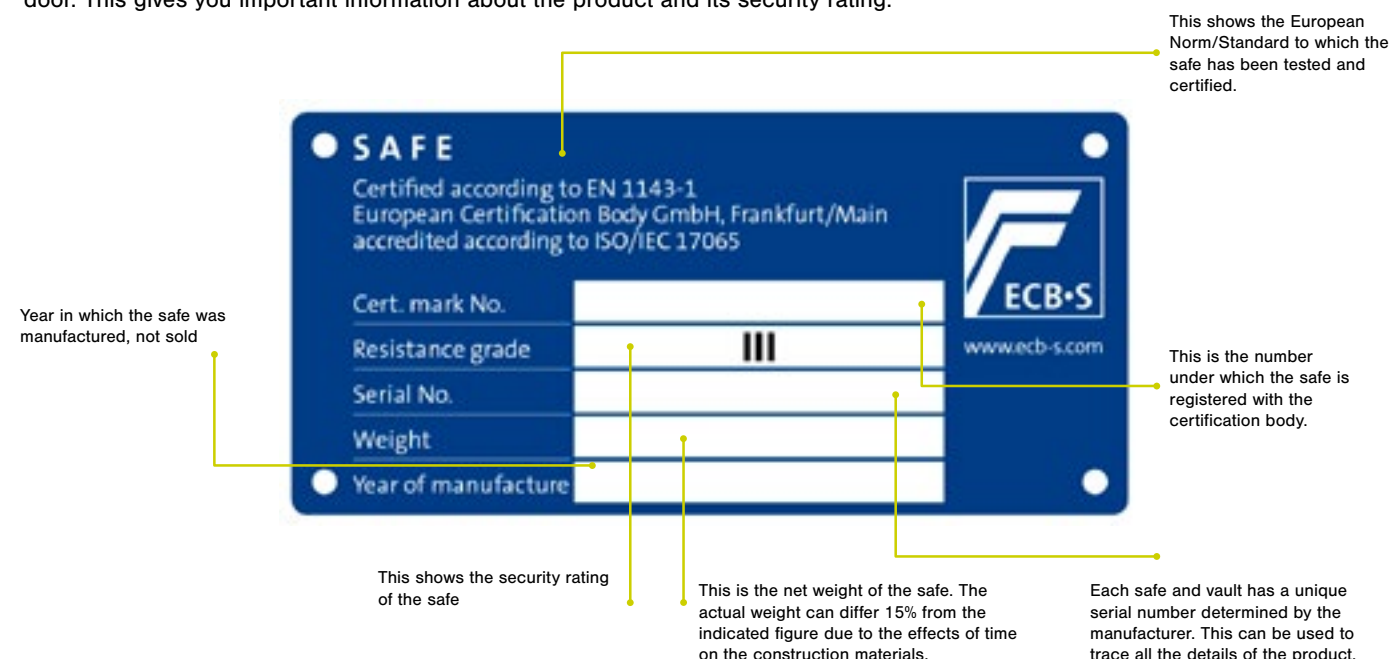 door. This gives you important information about the product and its security rating.
This shows the European
Norm/Standard to which the
safe has been tested and
certified.
SAFE
Certified according to EN 1143-1
European Certification Body GmbH, Frankfurt/Main
accredited according to ISO/IEC 17065
ECB•S
www.ecb-s.com
Cert. mark No.
Resistance grade III
Serial No.
Weight
Year of manufacture
Year in which the safe was
manufactured, not sold
This is the number
under which the safe is
registered with the
certification body.
This shows the security rating
of the safe
This is the net weight of the safe. The
actual weight can differ 15% from the
indicated figure due to the effects of time
on the construction materials.
Each safe and vault has a unique
serial number determined by the
manufacturer. This can be used to
trace all the details of the product.